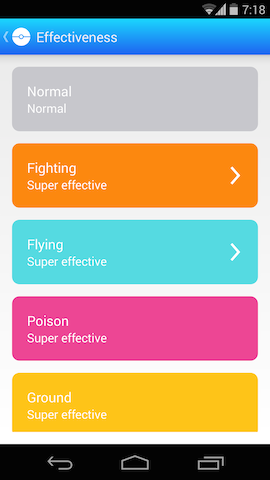 7:18
Effectiveness
Normal
Normal
Fighting
Super effective
Flying
Super effective
Poison
Super effective
Ground
Super effective